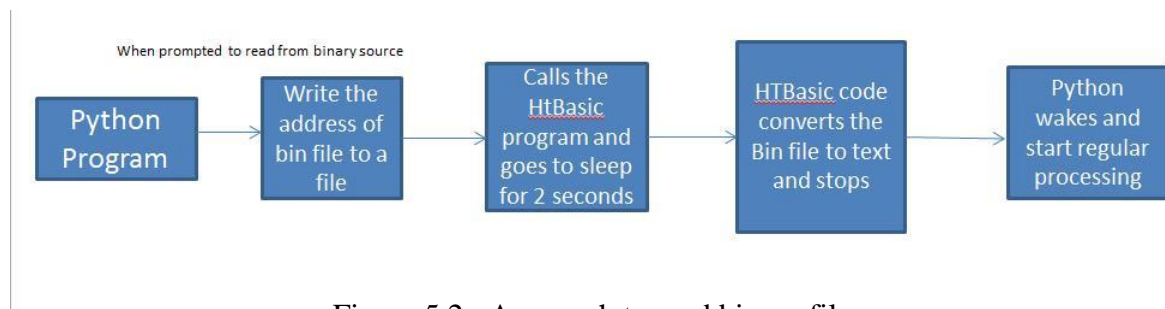 When prompted to read from binary source
Python
Program
Write the
address of
bin file to a
file
Calls the
HtBasic
program and
goes to sleep
for 2 seconds
HTBasic code
converts the
Bin file to text
and stops
Python
wakes and
start regular
processing